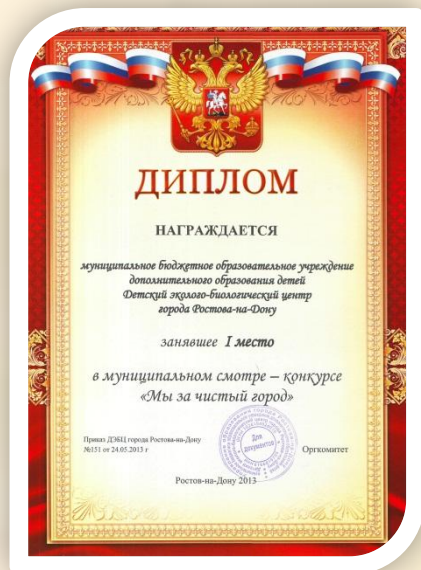 ДИПЛОМ
НАГРАЖДАЕТСЯ
муниципальное бюджетное образовательное учреждение
дополнительного образования детей
Детский эколого-биологический центр
города Ростова-на-Дону
занявшее I место
в муниципальном смотре – конкурсе
«Мы за чистый город»
Приказ ДЭБЦ города Ростова-на-Дону
№151 от 24.05.2013 г
Для
документов
Оргкомитет
Ростов-на-Дону 2013